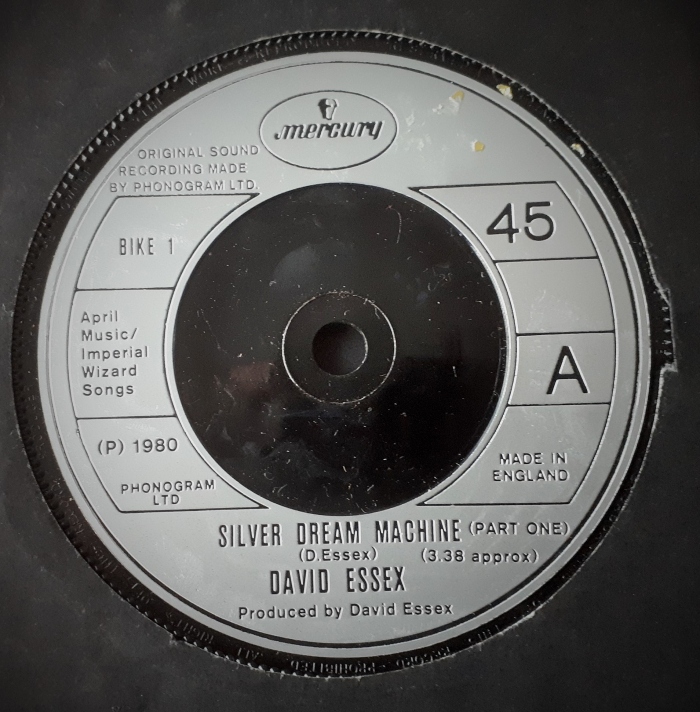 mercury
ORIGINAL SOUND
RECORDING MADE
BY PHONOGRAM LTD.
BIKE 1
45
April
Music/
Imperial
Wizard
Songs
A
(P) 1980
PHONOGRAM
LTD
MADE IN
ENGLAND
SILVER DREAM MACHINE (PART ONE)
(D.Essex) (3.38 approx)
DAVID ESSEX
Produced by David Essex